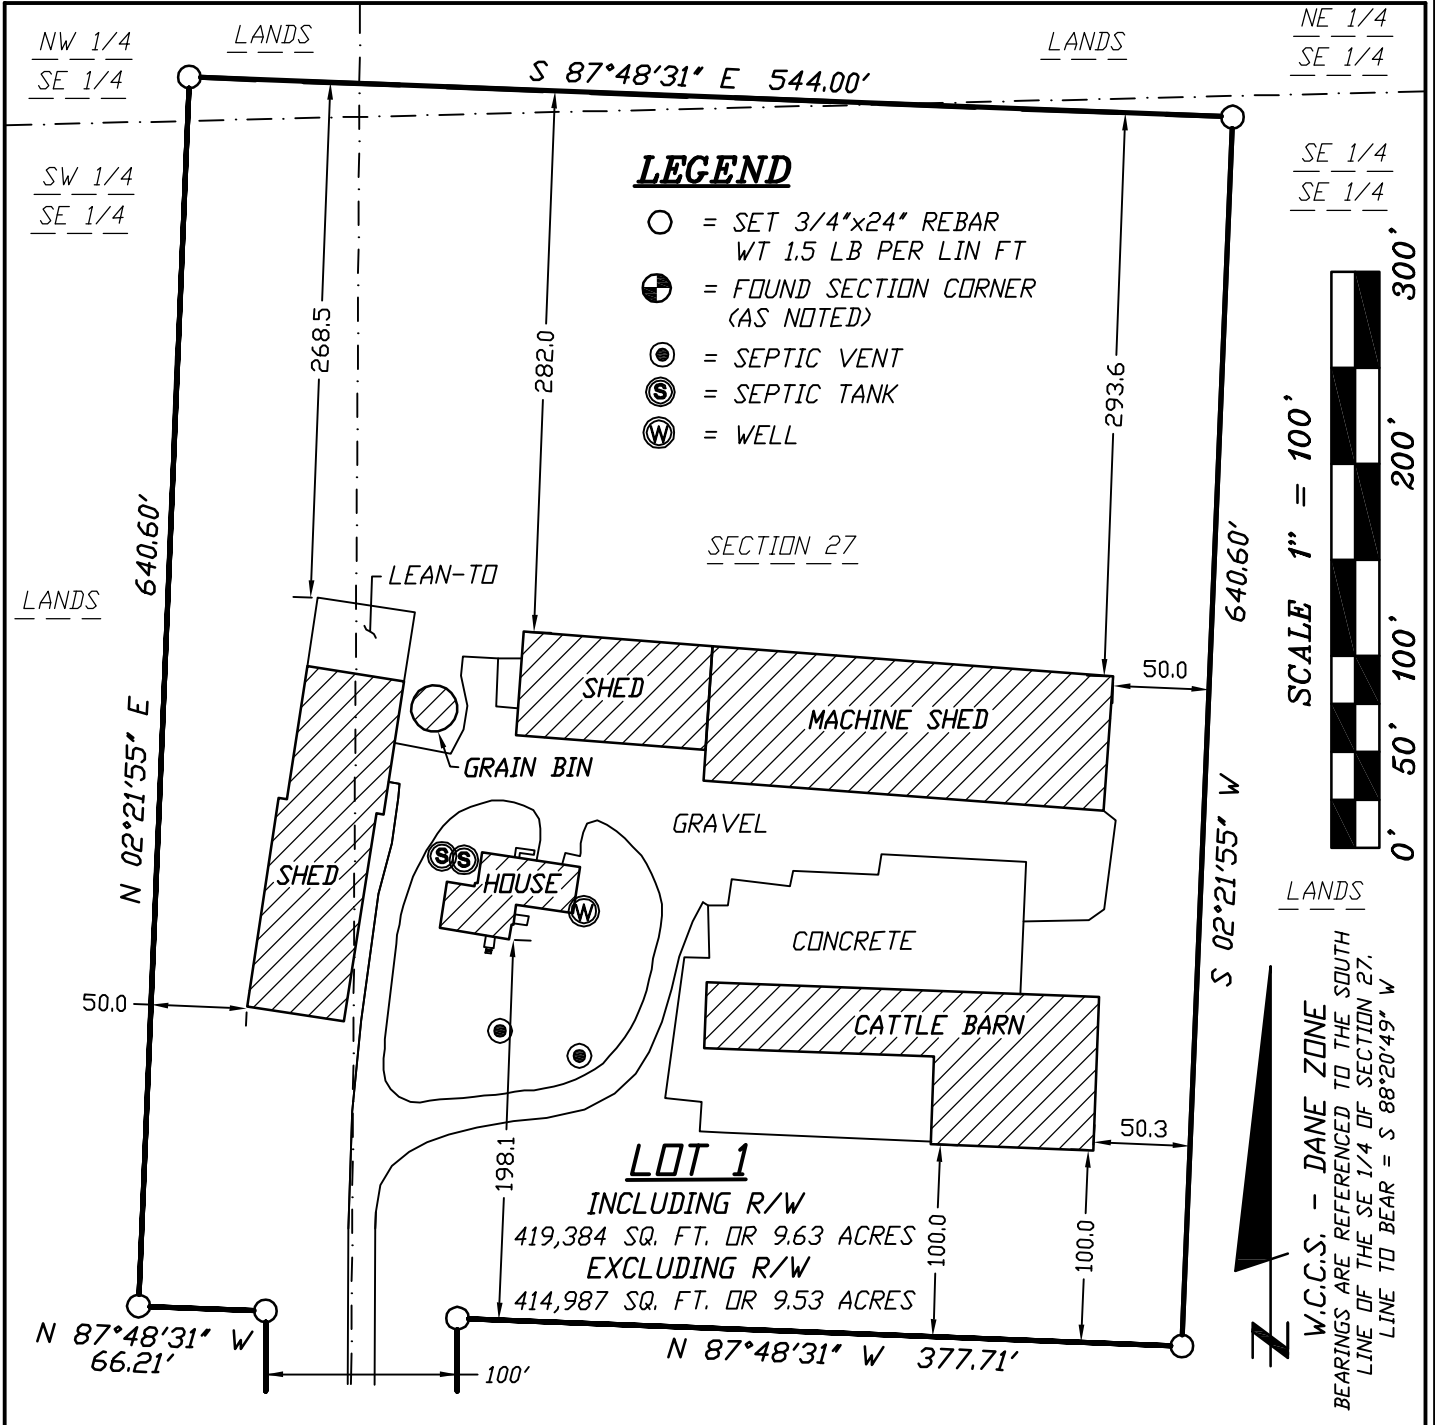 NW 1/4
SE 1/4
LANDS
LANDS
NE 1/4
SE 1/4
S 87°48'31" E 544.00'
SW 1/4
SE 1/4
SE 1/4
SE 1/4
LEGEND
= SET 3/4"x24" REBAR
WT 1.5 LB PER LIN FT
= FOUND SECTION CORNER
(AS NOTED)
= SEPTIC VENT
S = SEPTIC TANK
W = WELL
268.5
282.0
293.6
SECTION 27
640.60'
N 02°21'55" E
640.60'
S 02°21'55" W
LANDS
LEAN-TO
SHED
MACHINE SHED
50.0
GRAIN BIN
GRAVEL
SHED
S S
HOUSE
W
CONCRETE
50.0
CATTLE BARN
198.1
50.3
100.0
100.0
LOT 1
INCLUDING R/W
419,384 SQ. FT. OR 9.63 ACRES
EXCLUDING R/W
414,987 SQ. FT. OR 9.53 ACRES
N 87°48'31" W
66.21'
100'
N 87°48'31" W 377.71'
SCALE 1" = 100'
0' 50' 100' 200' 300'
LANDS
N
W.C.C.S. - DANE ZONE
BEARINGS ARE REFERENCED TO THE SOUTH
LINE OF THE SE 1/4 OF SECTION 27.
LINE TO BEAR = S 88°20'49" W